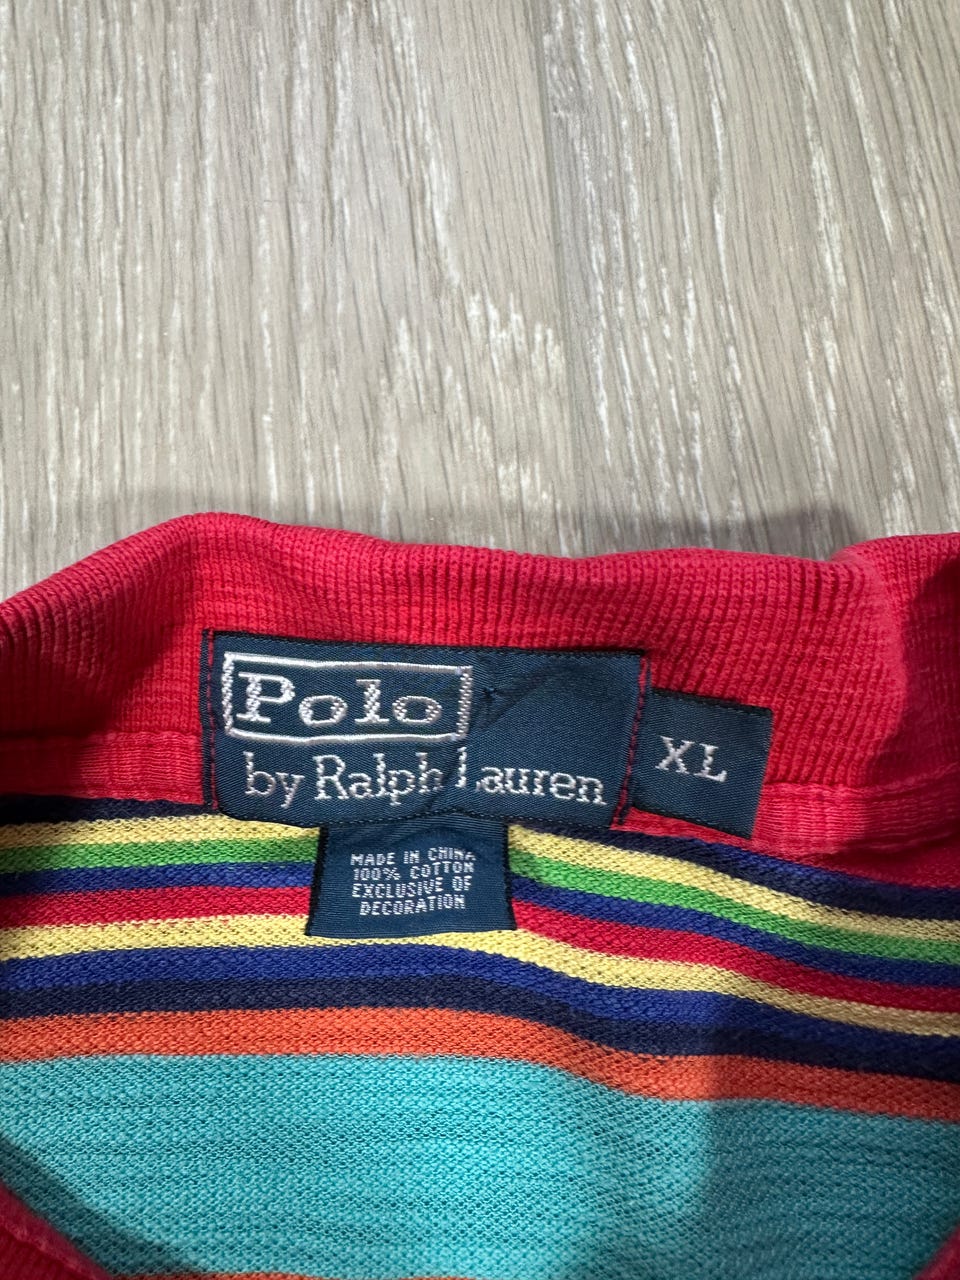 Polo
by Ralph Lauren
XL
MADE IN CHINA
100% COTTON
EXCLUSIVE OF
DECORATION